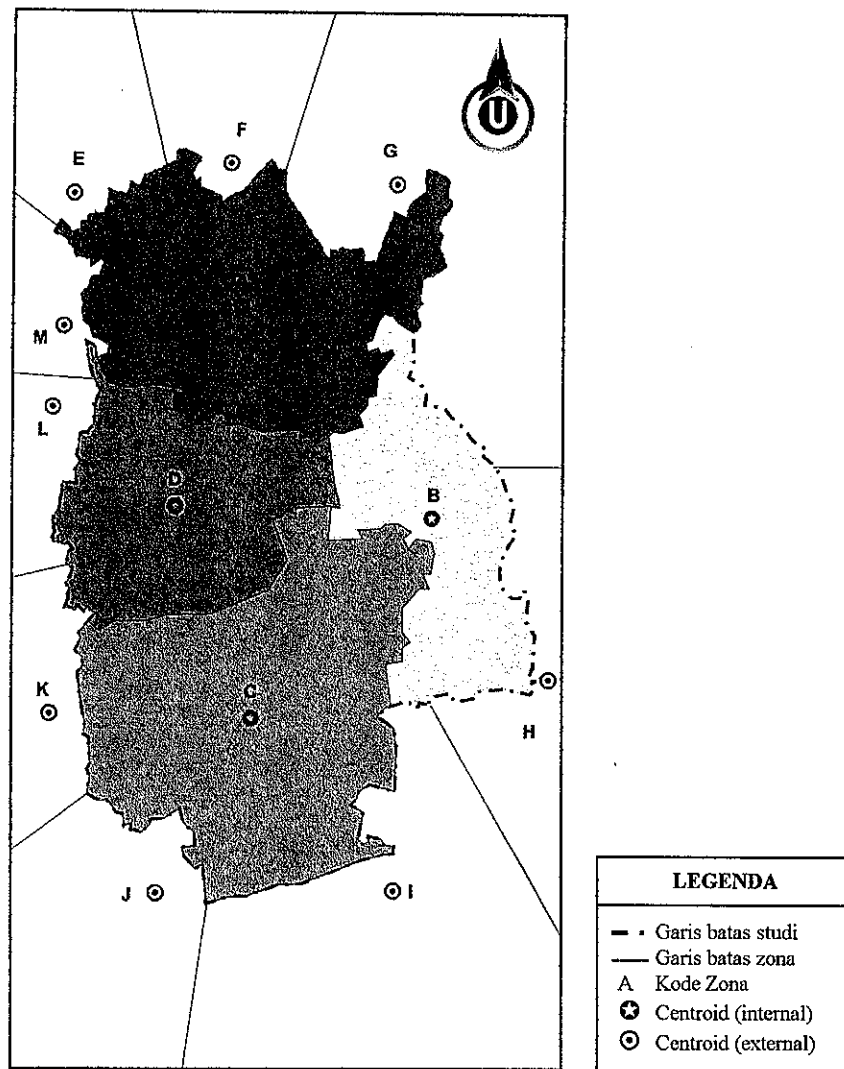 U
F
E
G
M
L
D
B
K
C
H
J
I
LEGENDA
Garis batas studi
Garis batas zona
A Kode Zona
Centroid (internal)
Centroid (external)